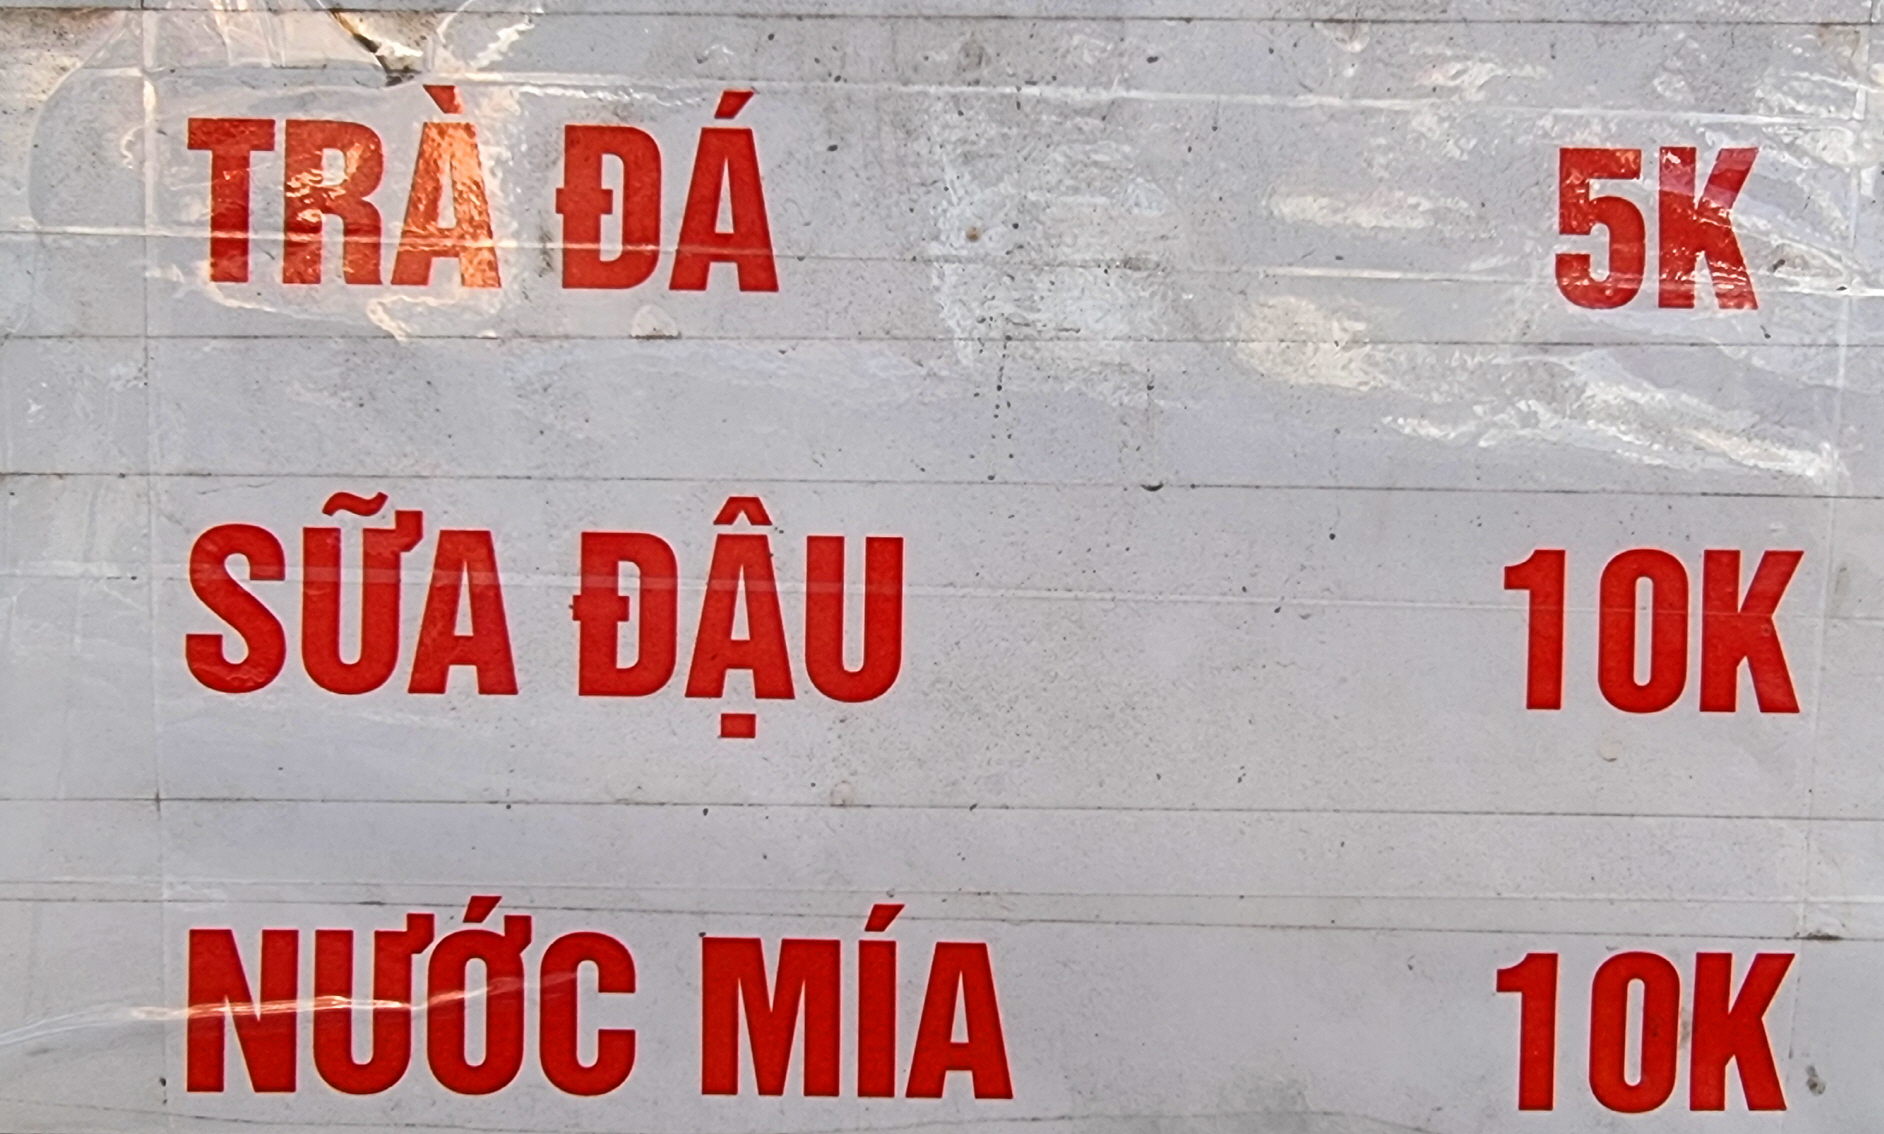 TRÀ ĐÁ 5K
SỮA ĐẬU 10K
NƯỚC MÍA 10K